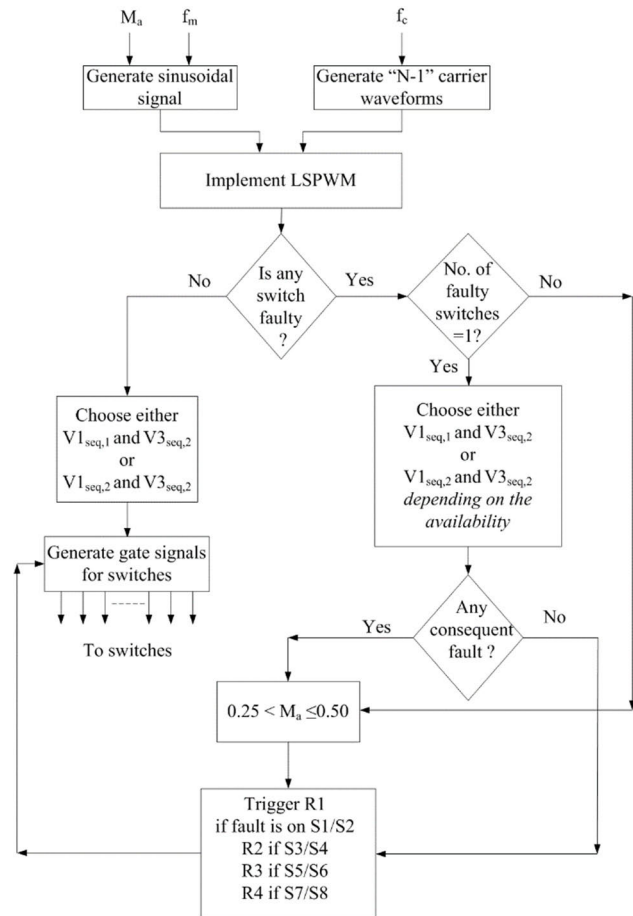 Mₐ
fₘ
f_c
Generate sinusoidal
signal
Generate “N-1” carrier
waveforms
Implement LSPWM
Is any
switch
faulty
?
No
Yes
No. of
faulty
switches
=1?
No
Yes
Choose either
V1seq,1 and V3seq,2
or
V1seq,2 and V3seq,2
Choose either
V1seq,1 and V3seq,2
or
V1seq,2 and V3seq,2
depending on the
availability
Generate gate signals
for switches
To switches
Any
consequent
fault ?
Yes
No
0.25 < Mₐ ≤0.50
Trigger R1
if fault is on S1/S2
R2 if S3/S4
R3 if S5/S6
R4 if S7/S8